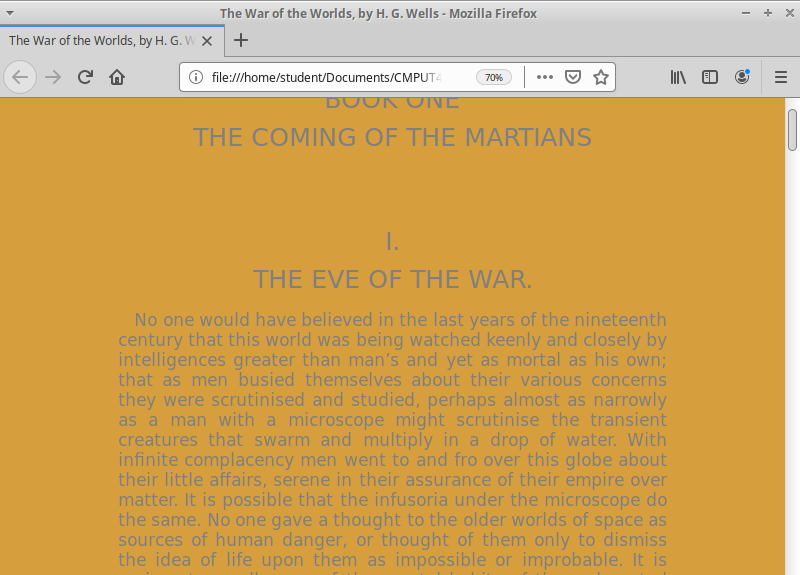 The War of the Worlds, by H. G. Wells - Mozilla Firefox
The War of the Worlds, by H. G. W
file:///home/student/Documents/CMPUT4
70%
BOOK ONE
THE COMING OF THE MARTIANS
I.
THE EVE OF THE WAR.
No one would have believed in the last years of the nineteenth
century that this world was being watched keenly and closely by
intelligences greater than man’s and yet as mortal as his own;
that as men busied themselves about their various concerns
they were scrutinised and studied, perhaps almost as narrowly
as a man with a microscope might scrutinise the transient
creatures that swarm and multiply in a drop of water. With
infinite complacency men went to and fro over this globe about
their little affairs, serene in their assurance of their empire over
matter. It is possible that the infusoria under the microscope do
the same. No one gave a thought to the older worlds of space as
sources of human danger, or thought of them only to dismiss
the idea of life upon them as impossible or improbable. It is